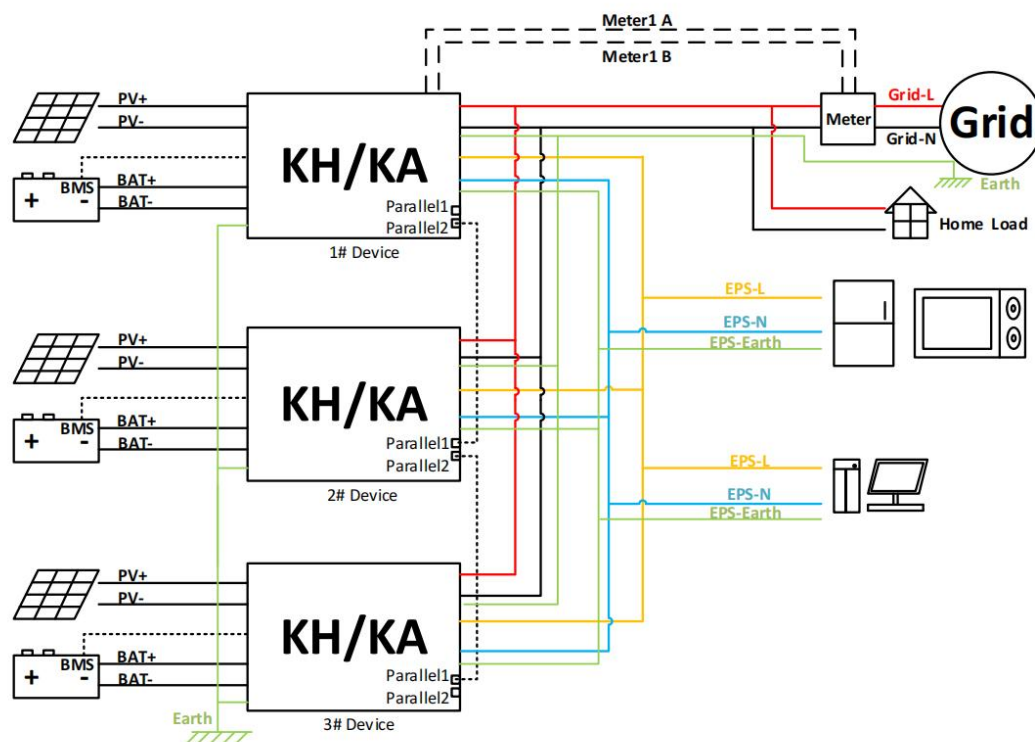 Meter1 A
Meter1 B
PV+
PV-
BMS
+ -
BAT+
BAT-
KH/KA
Parallel1
Parallel2
1# Device
Meter
Grid-L
Grid-N
Grid
Earth
Home Load
EPS-L
EPS-N
EPS-Earth
PV+
PV-
BMS
+ -
BAT+
BAT-
KH/KA
Parallel1
Parallel2
2# Device
EPS-L
EPS-N
EPS-Earth
PV+
PV-
BMS
+ -
BAT+
BAT-
KH/KA
Parallel1
Parallel2
3# Device
Earth